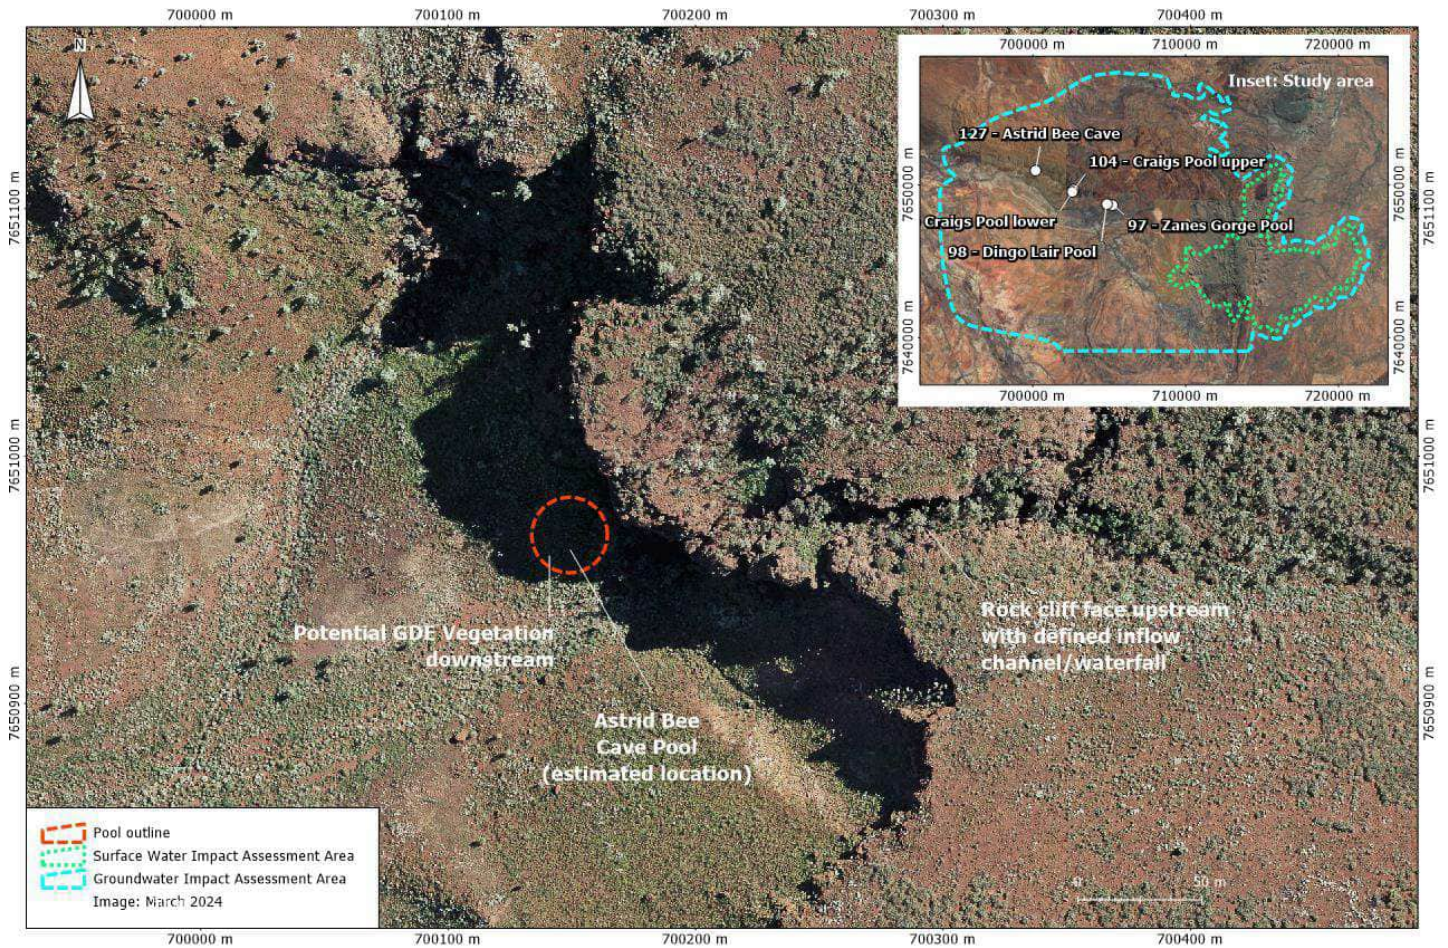 700000 m 700100 m 700200 m 700300 m 700400 m
N
7651100 m
7651000 m
7650900 m
700000 m 710000 m 720000 m
Inset: Study area
127 - Astrid Bee Cave
104 - Craigs Pool upper
Craigs Pool lower
97 - Zanes Gorge Pool
98 - Dingo Lair Pool
7650000 m
7640000 m
7650000 m
7640000 m
700000 m 710000 m 720000 m
7651100 m
7651000 m
7650900 m
Potential GDE Vegetation
downstream
Rock cliff face upstream
with defined inflow
channel/waterfall
Astrid Bee
Cave Pool
(estimated location)
Pool outline
Surface Water Impact Assessment Area
Groundwater Impact Assessment Area
Image: March 2024
0 50 m
700000 m 700100 m 700200 m 700300 m 700400 m